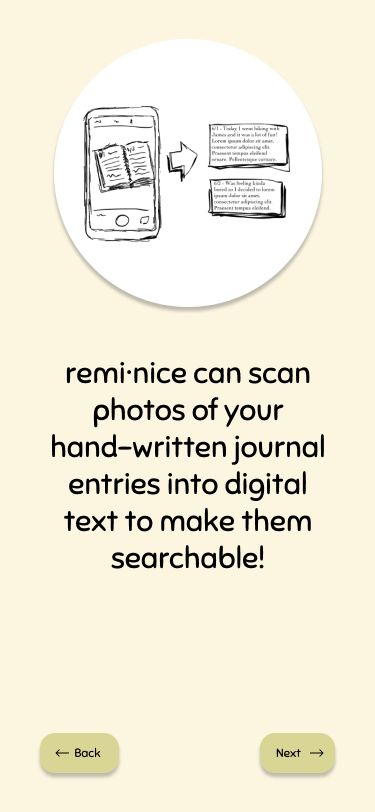 6/1 - Today I went hiking with
James and it was a lot of fun!
Lorem ipsum dolor sit amet,
consectetur adipiscing elit.
Praesent tempus eleifend
ornare. Pellentesque cornare.
6/2 - Was feeling kinda
bored so I decided to lorem
ipsum dolor sit amet,
consectetur adipiscing elit.
Praesent tempus eleifend.
remi·nice can scan
photos of your
hand-written journal
entries into digital
text to make them
searchable!
← Back
Next →